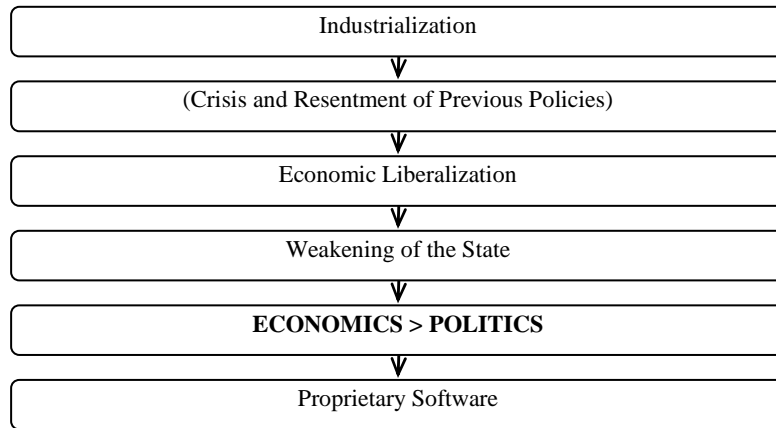 Industrialization
(Crisis and Resentment of Previous Policies)
Economic Liberalization
Weakening of the State
ECONOMICS > POLITICS
Proprietary Software